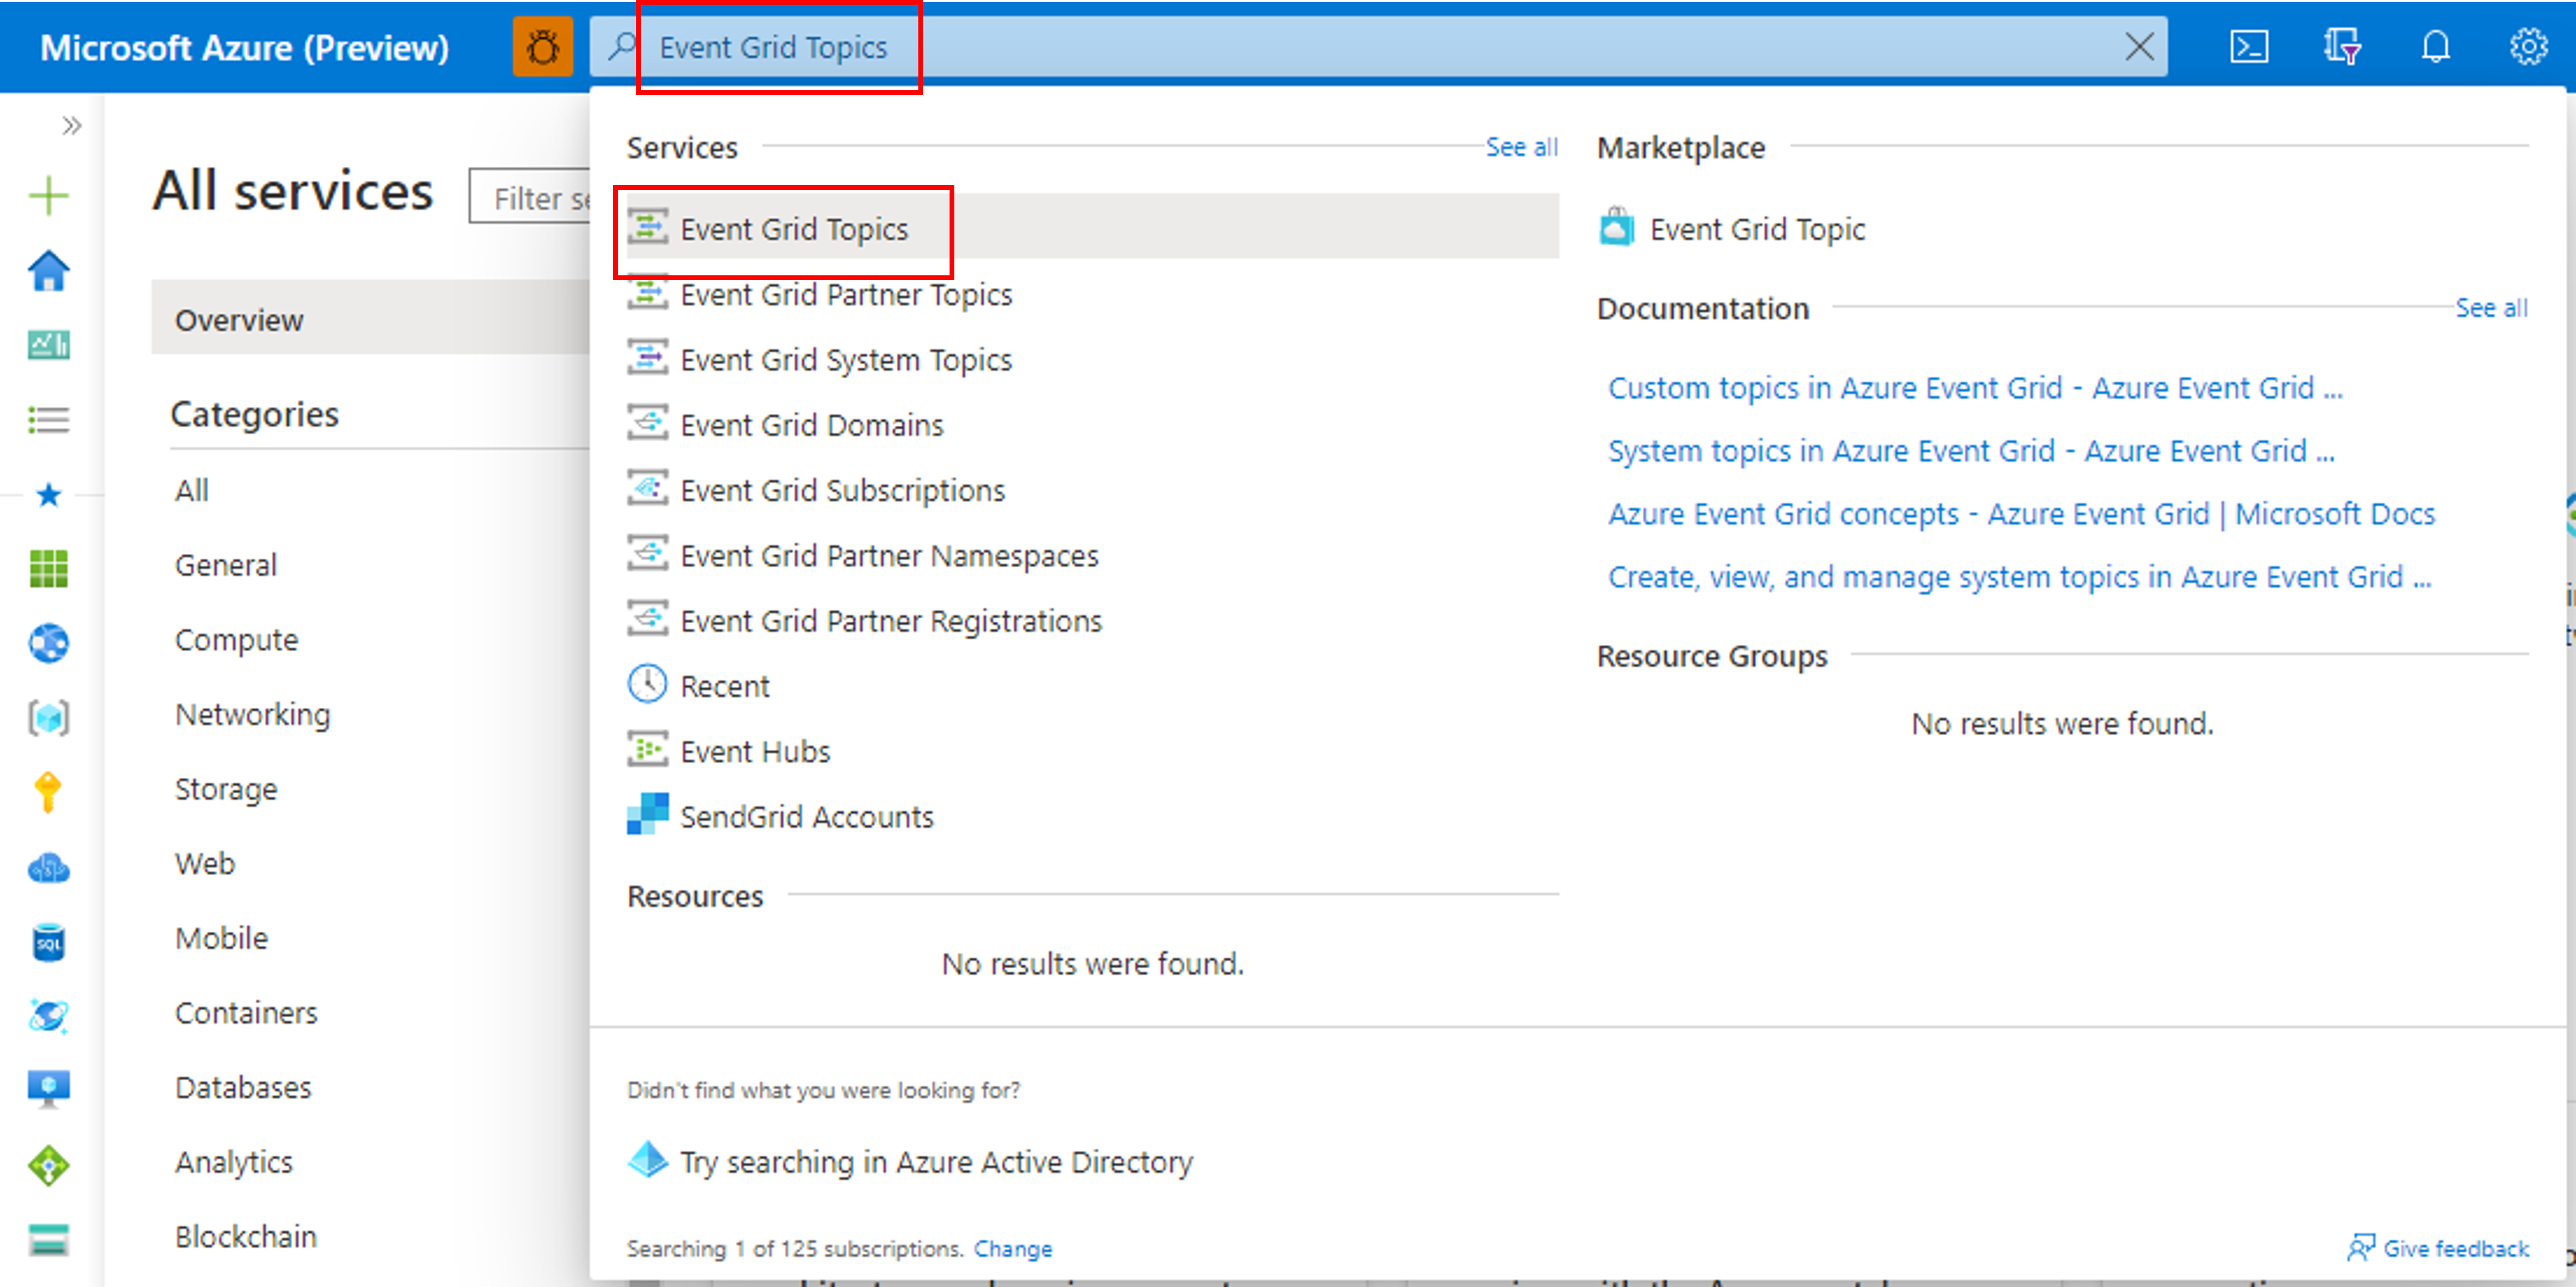 Microsoft Azure (Preview)
Event Grid Topics
All services
Filter se
Overview
Categories
All
General
Compute
Networking
Storage
Web
Mobile
SQL
Containers
Databases
Analytics
Blockchain
Services
See all
Event Grid Topics
Event Grid Partner Topics
Event Grid System Topics
Event Grid Domains
Event Grid Subscriptions
Event Grid Partner Namespaces
Event Grid Partner Registrations
Recent
Event Hubs
SendGrid Accounts
Resources
No results were found.
Marketplace
Event Grid Topic
Documentation
See all
Custom topics in Azure Event Grid - Azure Event Grid ...
System topics in Azure Event Grid - Azure Event Grid ...
Azure Event Grid concepts - Azure Event Grid | Microsoft Docs
Create, view, and manage system topics in Azure Event Grid ...
Resource Groups
No results were found.
Didn't find what you were looking for?
Try searching in Azure Active Directory
Searching 1 of 125 subscriptions. Change
Give feedback